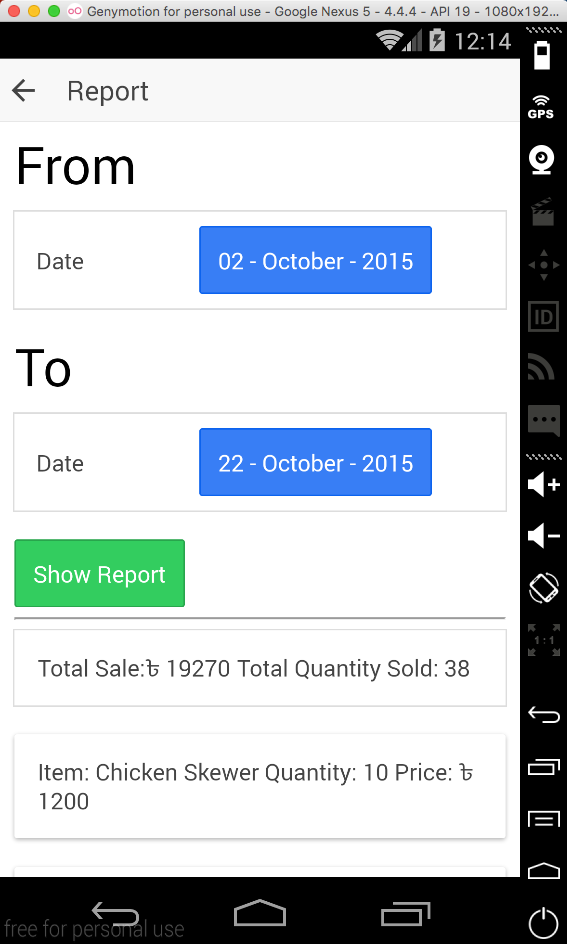 Genymotion for personal use - Google Nexus 5 - 4.4.4 - API 19 - 1080x192...
12:14
Report
GPS
From
Date
02 - October - 2015
ID
To
Date
22 - October - 2015
Show Report
1:1
Total Sale:৳ 19270 Total Quantity Sold: 38
Item: Chicken Skewer Quantity: 10 Price: ৳
1200
free for personal use